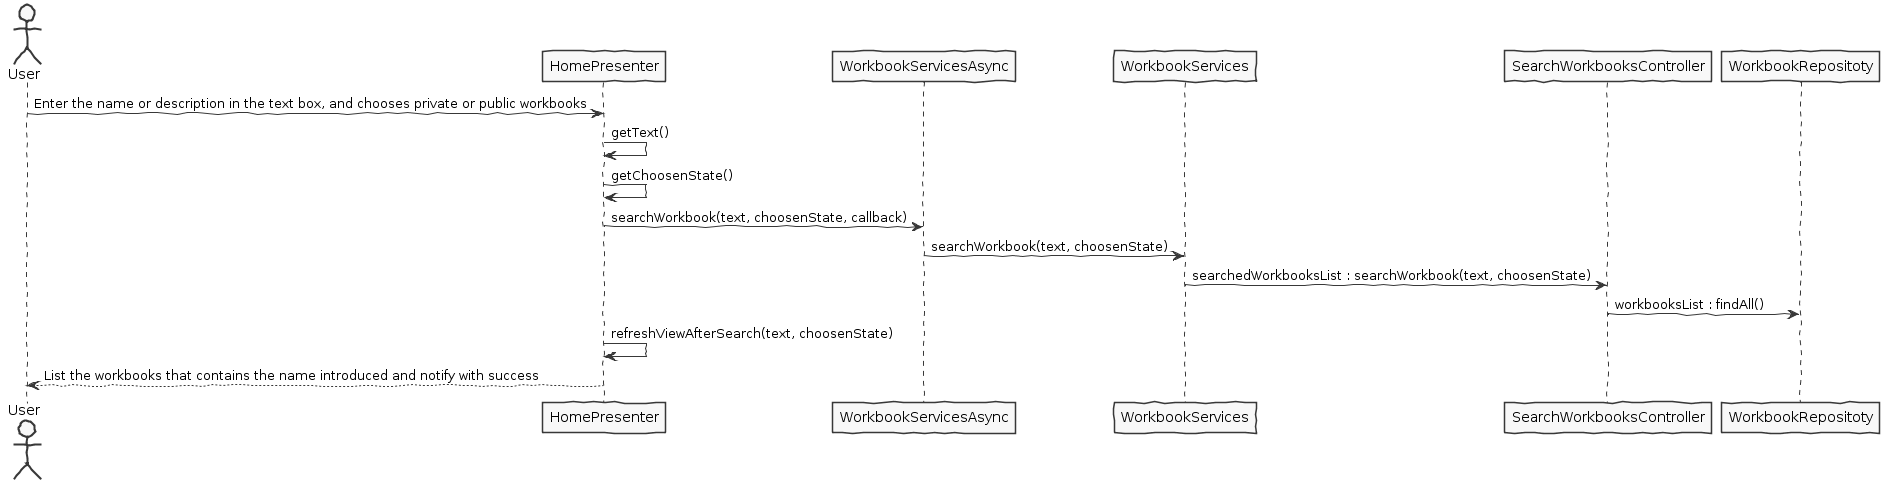 User
HomePresenter
WorkbookServicesAsync
WorkbookServices
SearchWorkbooksController
WorkbookRepositoty
Enter the name or description in the text box, and chooses private or public workbooks
getText()
getChoosenState()
searchWorkbook(text, choosenState, callback)
searchWorkbook(text, choosenState)
searchedWorkbooksList : searchWorkbook(text, choosenState)
workbooksList : findAll()
refreshViewAfterSearch(text, choosenState)
List the workbooks that contains the name introduced and notify with success
User
HomePresenter
WorkbookServicesAsync
WorkbookServices
SearchWorkbooksController
WorkbookRepositoty